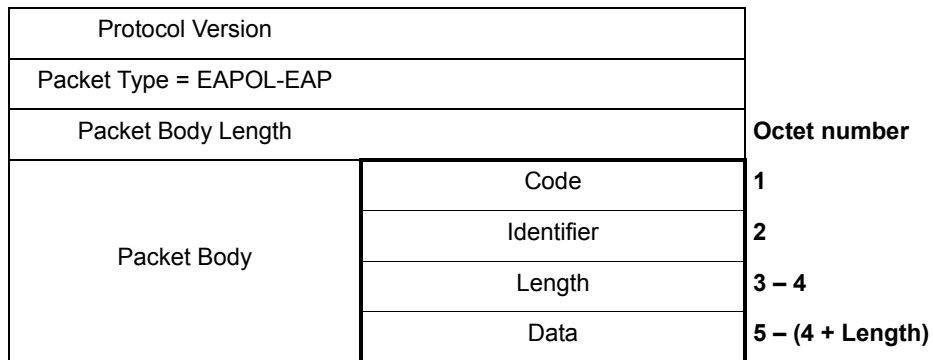 Protocol Version
Packet Type = EAPOL-EAP
Packet Body Length Octet number
Code 1
Identifier 2
Packet Body
Length 3 – 4
Data 5 – (4 + Length)